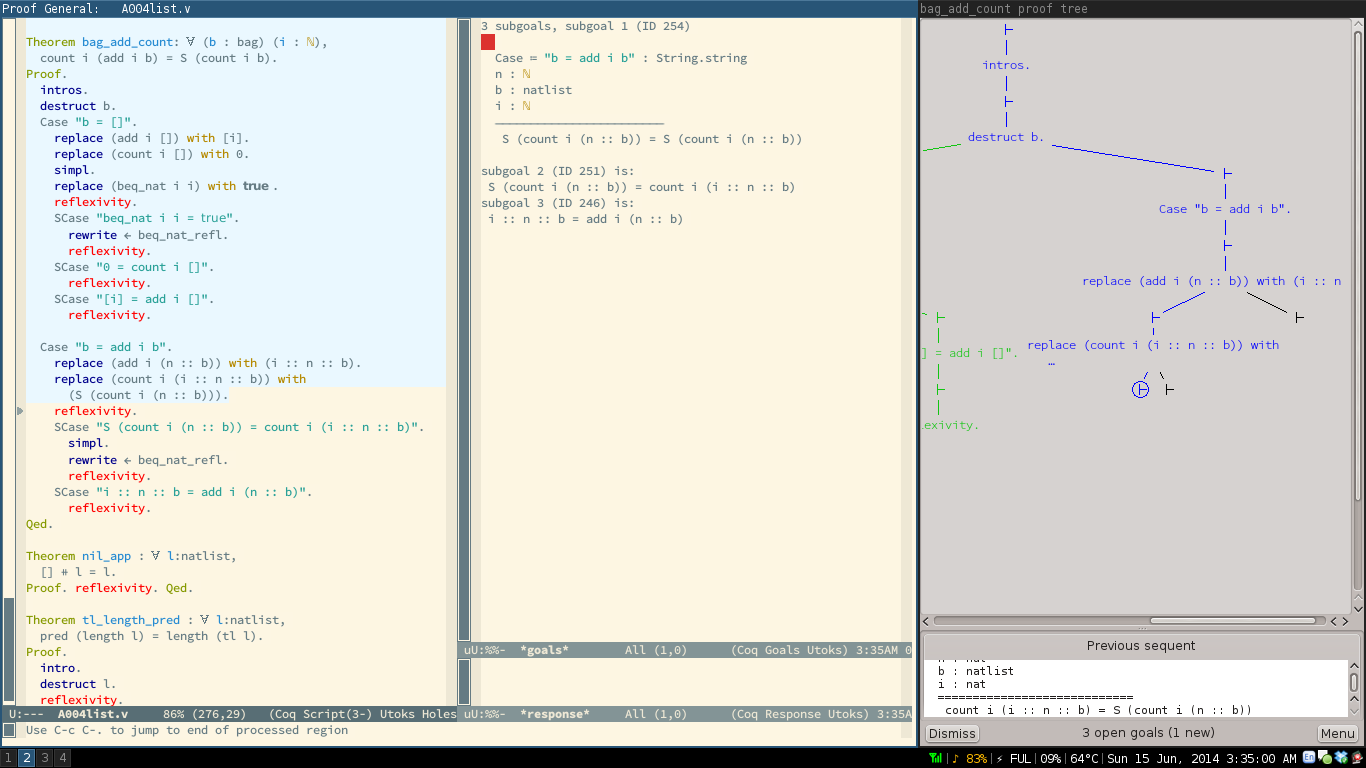 Proof General:   A004list.v
Theorem bag_add_count: ∀ (b : bag) (i : ℕ),
  count i (add i b) = S (count i b).
Proof.
  intros.
  destruct b.
  Case "b = []".
    replace (add i []) with [i].
    replace (count i []) with 0.
    simpl.
    replace (beq_nat i i) with true .
    reflexivity.
    SCase "beq_nat i i = true".
      rewrite ← beq_nat_refl.
      reflexivity.
    SCase "0 = count i []".
      reflexivity.
    SCase "[i] = add i []".
      reflexivity.
  Case "b = add i b".
    replace (add i (n :: b)) with (i :: n :: b).
    replace (count i (i :: n :: b)) with
      (S (count i (n :: b))).
    reflexivity.
    SCase "S (count i (n :: b)) = count i (i :: n :: b)".
      simpl.
      rewrite ← beq_nat_refl.
      reflexivity.
    SCase "i :: n :: b = add i (n :: b)".
      reflexivity.
Qed.
Theorem nil_app : ∀ l:natlist,
  [] ⧺ l = l.
Proof. reflexivity. Qed.
Theorem tl_length_pred : ∀ l:natlist,
  pred (length l) = length (tl l).
Proof.
  intro.
  destruct l.
    reflexivity.
U:---  A004list.v     86% (276,29)   (Coq Script(3-) Utoks Holes
Use C-c C-. to jump to end of processed region
3 subgoals, subgoal 1 (ID 254)
  Case = "b = add i b" : String.string
  n : ℕ
  b : natlist
  i : ℕ
  S (count i (n :: b)) = S (count i (n :: b))
subgoal 2 (ID 251) is:
 S (count i (n :: b)) = count i (i :: n :: b)
subgoal 3 (ID 246) is:
 i :: n :: b = add i (n :: b)
uU:%%-  *goals*        All (1,0)      (Coq Goals Utoks) 3:35AM 0
uU:%%-  *response*     All (1,0)      (Coq Response Utoks) 3:35A
bag_add_count proof tree
⊢
intros.
⊢
destruct b.
⊢
Case "b = add i b".
⊢
replace (add i (n :: b)) with (i :: n
⊢ ⊢ ⊢
] = add i []". replace (count i (i :: n :: b)) with
…
⊢ ⊢ ⊢
exivity.
Previous sequent
n : nat
b : natlist
i : nat
============================
 count i (i :: n :: b) = S (count i (n :: b))
Dismiss 3 open goals (1 new) Menu
1 2 3 4 ♪ 83% ⚡ FUL|09%|64°C|Sun 15 Jun, 2014 3:35:00 AM En